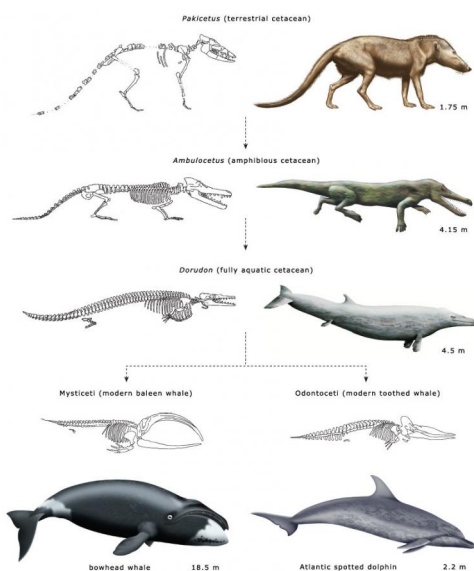 Pakicetus (terrestrial cetacean)
1.75 m
Ambulocetus (amphibious cetacean)
4.15 m
Dorudon (fully aquatic cetacean)
4.5 m
Mysticeti (modern baleen whale)
Odontoceti (modern toothed whale)
bowhead whale 18.5 m
Atlantic spotted dolphin 2.2 m